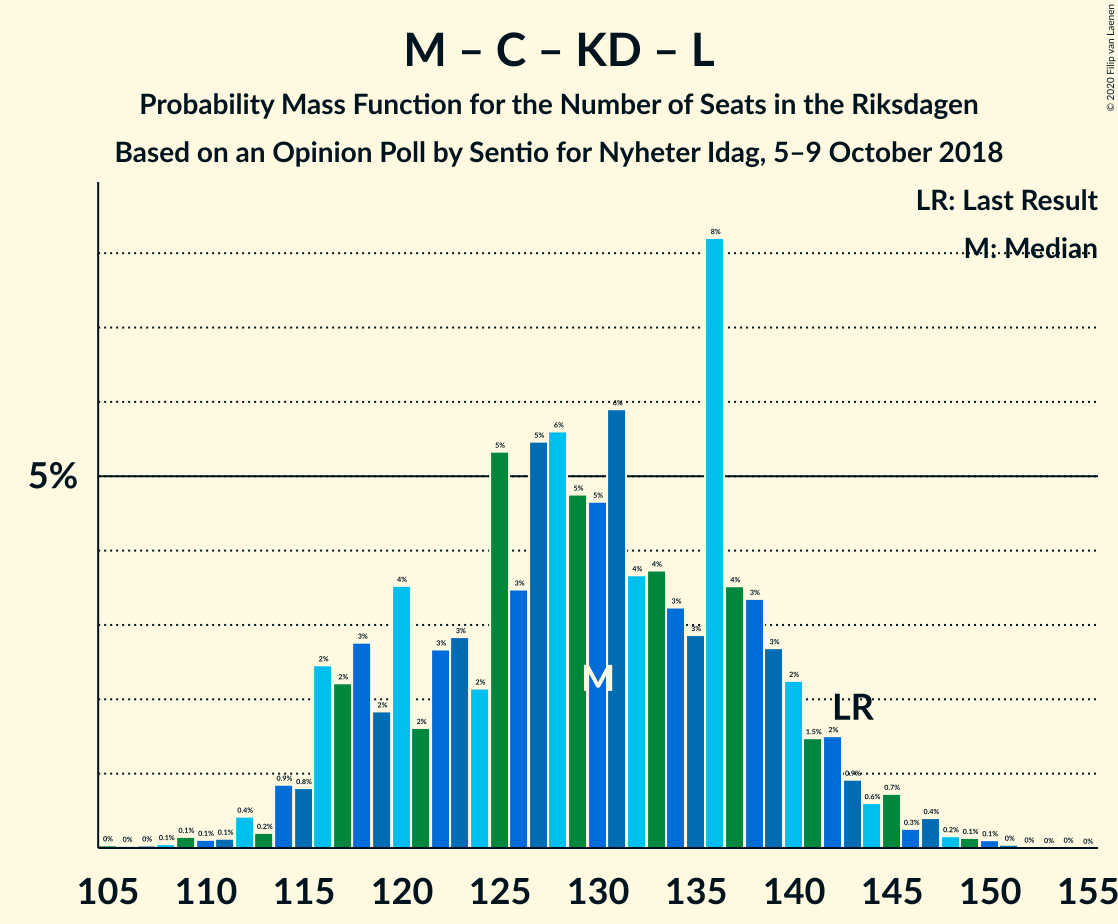 M – C – KD – L
Probability Mass Function for the Number of Seats in the Riksdagen
Based on an Opinion Poll by Sentio for Nyheter Idag, 5–9 October 2018
© 2020 Filip van Laenen
LR: Last Result
M: Median
5%
0% 0% 0% 0.1% 0.1% 0.1% 0.1% 0.4% 0.2% 0.9% 0.8% 2% 2% 3% 2% 4% 2% 3% 3% 2% 5% 3% 5% 6% 5% 5% 6% 4% 4% 3% 3% 8% 4% 3% 3% 2% 1.5% 2% 0.9% 0.6% 0.7% 0.3% 0.4% 0.2% 0.1% 0.1% 0% 0% 0% 0% 0%
M
LR
105 110 115 120 125 130 135 140 145 150 155